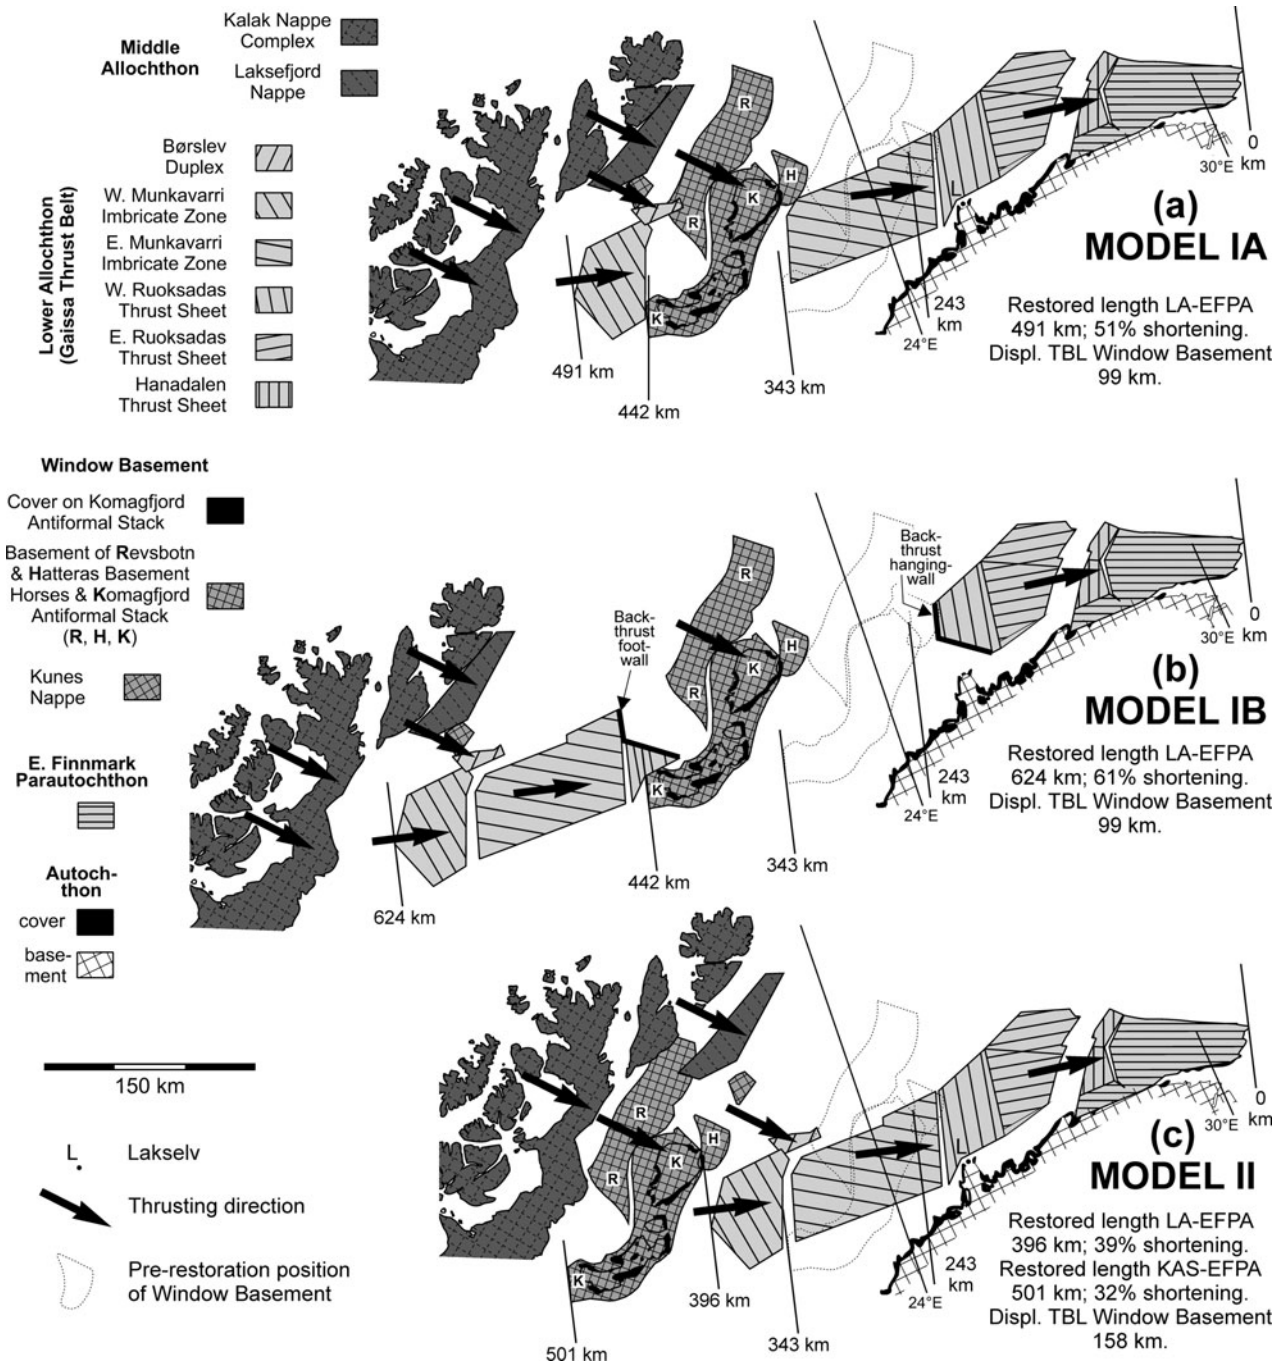 Middle
Allochthon
Kalak Nappe
Complex
Laksefjord
Nappe
Lower Allochthon
(Gaissa Thrust Belt)
Børslev
Duplex
W. Munkavarri
Imbricate Zone
E. Munkavarri
Imbricate Zone
W. Ruoksadas
Thrust Sheet
E. Ruoksadas
Thrust Sheet
Hanadalen
Thrust Sheet
Window Basement
Cover on Komagfjord
Antiformal Stack
Basement of Revsbotn
& Hatteras Basement
Horses & Komagfjord
Antiformal Stack
(R, H, K)
Kunes
Nappe
E. Finnmark
Parautochthon
Autoch-
thon
cover
base-
ment
150 km
L
Lakselv
Thrusting direction
Pre-restoration position
of Window Basement
R
H
K
R
K
L
491 km
442 km
343 km
243
km
24°E
30°E
0
km
(a)
MODEL IA
Restored length LA-EFPA
491 km; 51% shortening.
Displ. TBL Window Basement
99 km.
Back-
thrust
foot-
wall
Back-
thrust
hanging-
wall
R
H
K
R
K
624 km
442 km
343 km
243
km
24°E
30°E
0
km
(b)
MODEL IB
Restored length LA-EFPA
624 km; 61% shortening.
Displ. TBL Window Basement
99 km.
R
H
K
R
K
L
501 km
396 km
343 km
243
km
24°E
30°E
0
km
(c)
MODEL II
Restored length LA-EFPA
396 km; 39% shortening.
Restored length KAS-EFPA
501 km; 32% shortening.
Displ. TBL Window Basement
158 km.